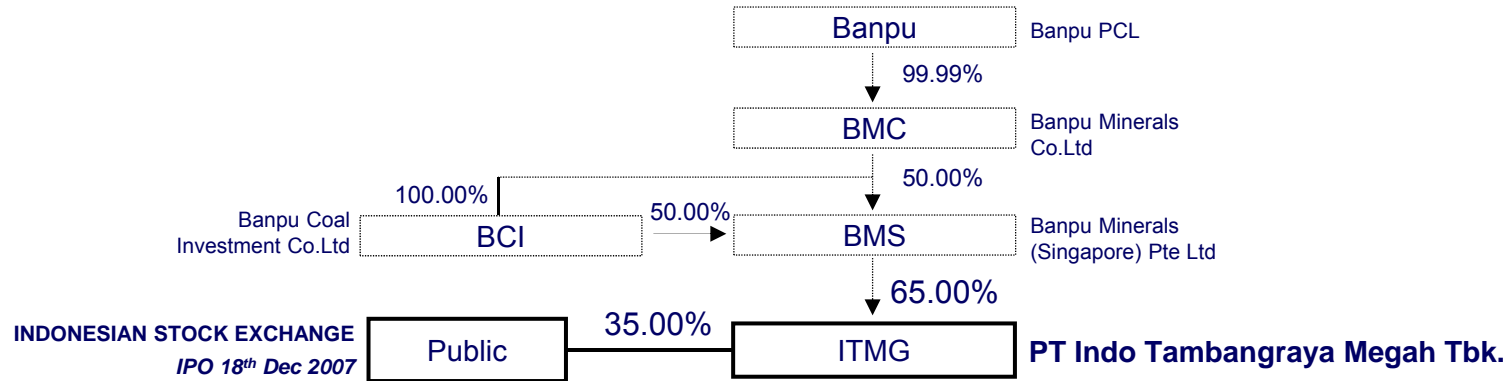 Banpu
Banpu PCL
99.99%
BMC
Banpu Minerals
Co.Ltd
100.00%
50.00%
Banpu Coal
Investment Co.Ltd
BCI
50.00%
BMS
Banpu Minerals
(Singapore) Pte Ltd
65.00%
INDONESIAN STOCK EXCHANGE
IPO 18th Dec 2007
Public
35.00%
ITMG
PT Indo Tambangraya Megah Tbk.